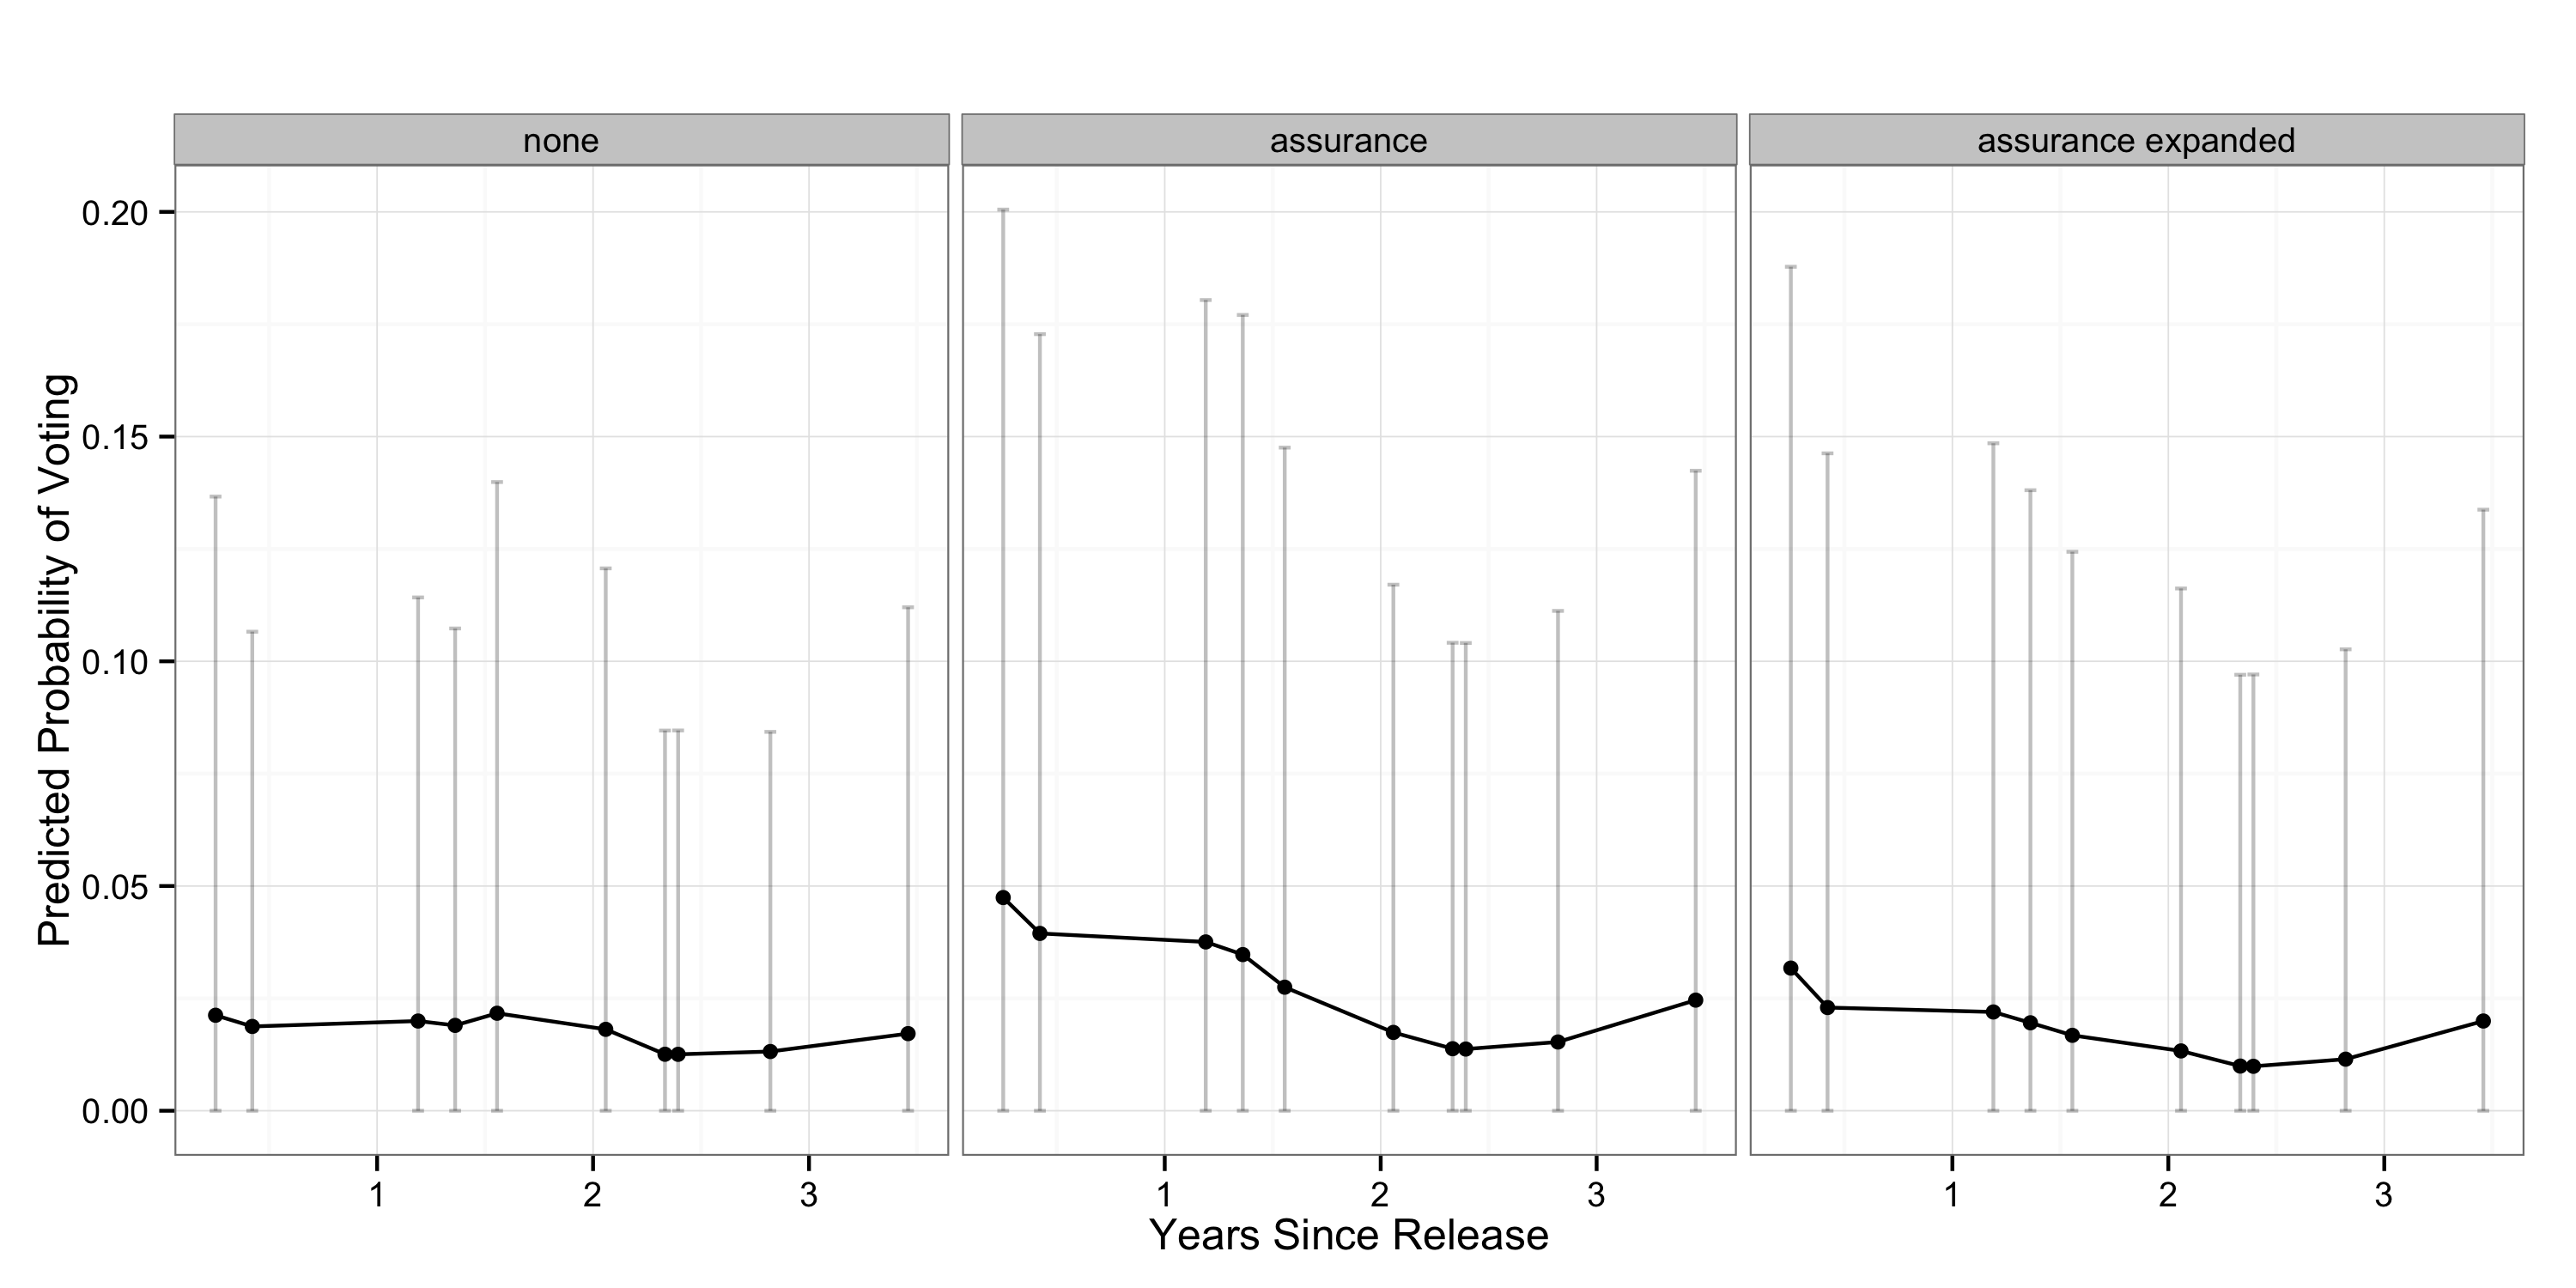 none
assurance
assurance expanded
Predicted Probability of Voting
0.20
0.15
0.10
0.05
0.00
1 2 3
1 2 3
1 2 3
Years Since Release